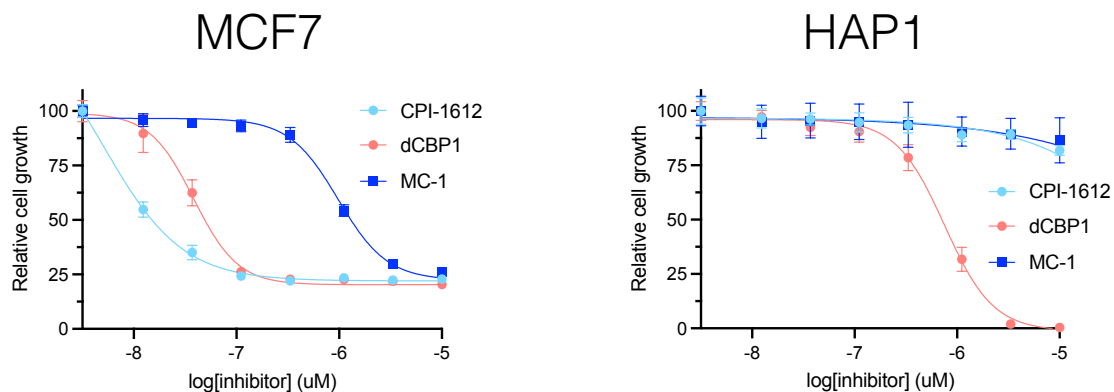 MCF7
Relative cell growth
100
75
50
25
0
-8
-7
-6
-5
log[inhibitor] (uM)
CPI-1612
dCBP1
MC-1
HAP1
Relative cell growth
100
75
50
25
0
-8
-7
-6
-5
log[inhibitor] (uM)
CPI-1612
dCBP1
MC-1